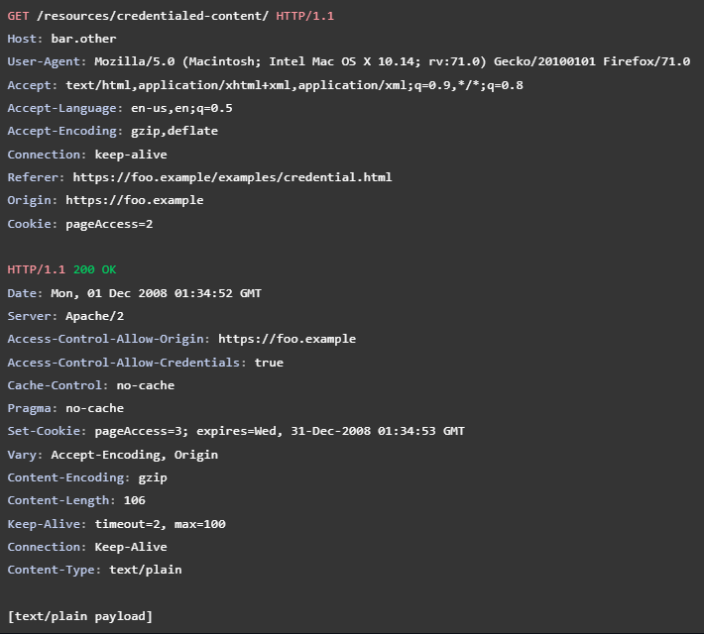 GET /resources/credentialed-content/ HTTP/1.1
Host: bar.other
User-Agent: Mozilla/5.0 (Macintosh; Intel Mac OS X 10.14; rv:71.0) Gecko/20100101 Firefox/71.0
Accept: text/html,application/xhtml+xml,application/xml;q=0.9,*/*;q=0.8
Accept-Language: en-us,en;q=0.5
Accept-Encoding: gzip,deflate
Connection: keep-alive
Referer: https://foo.example/examples/credential.html
Origin: https://foo.example
Cookie: pageAccess=2
HTTP/1.1 200 OK
Date: Mon, 01 Dec 2008 01:34:52 GMT
Server: Apache/2
Access-Control-Allow-Origin: https://foo.example
Access-Control-Allow-Credentials: true
Cache-Control: no-cache
Pragma: no-cache
Set-Cookie: pageAccess=3; expires=Wed, 31-Dec-2008 01:34:53 GMT
Vary: Accept-Encoding, Origin
Content-Encoding: gzip
Content-Length: 106
Keep-Alive: timeout=2, max=100
Connection: Keep-Alive
Content-Type: text/plain
[text/plain payload]